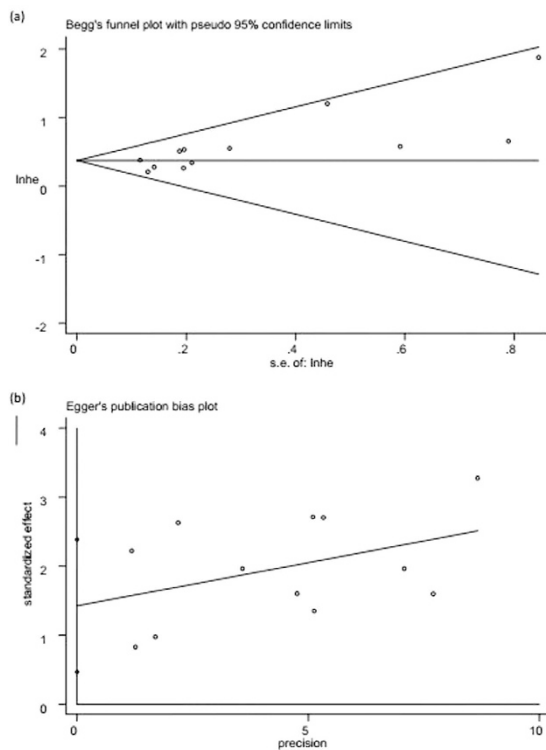 (a)
Begg's funnel plot with pseudo 95% confidence limits
2
1
lnhe
0
-1
-2
0 .2 .4 .6 .8
s.e. of: lnhe
(b)
Egger's publication bias plot
4
3
standardized effect
2
1
0
0 5 10
precision